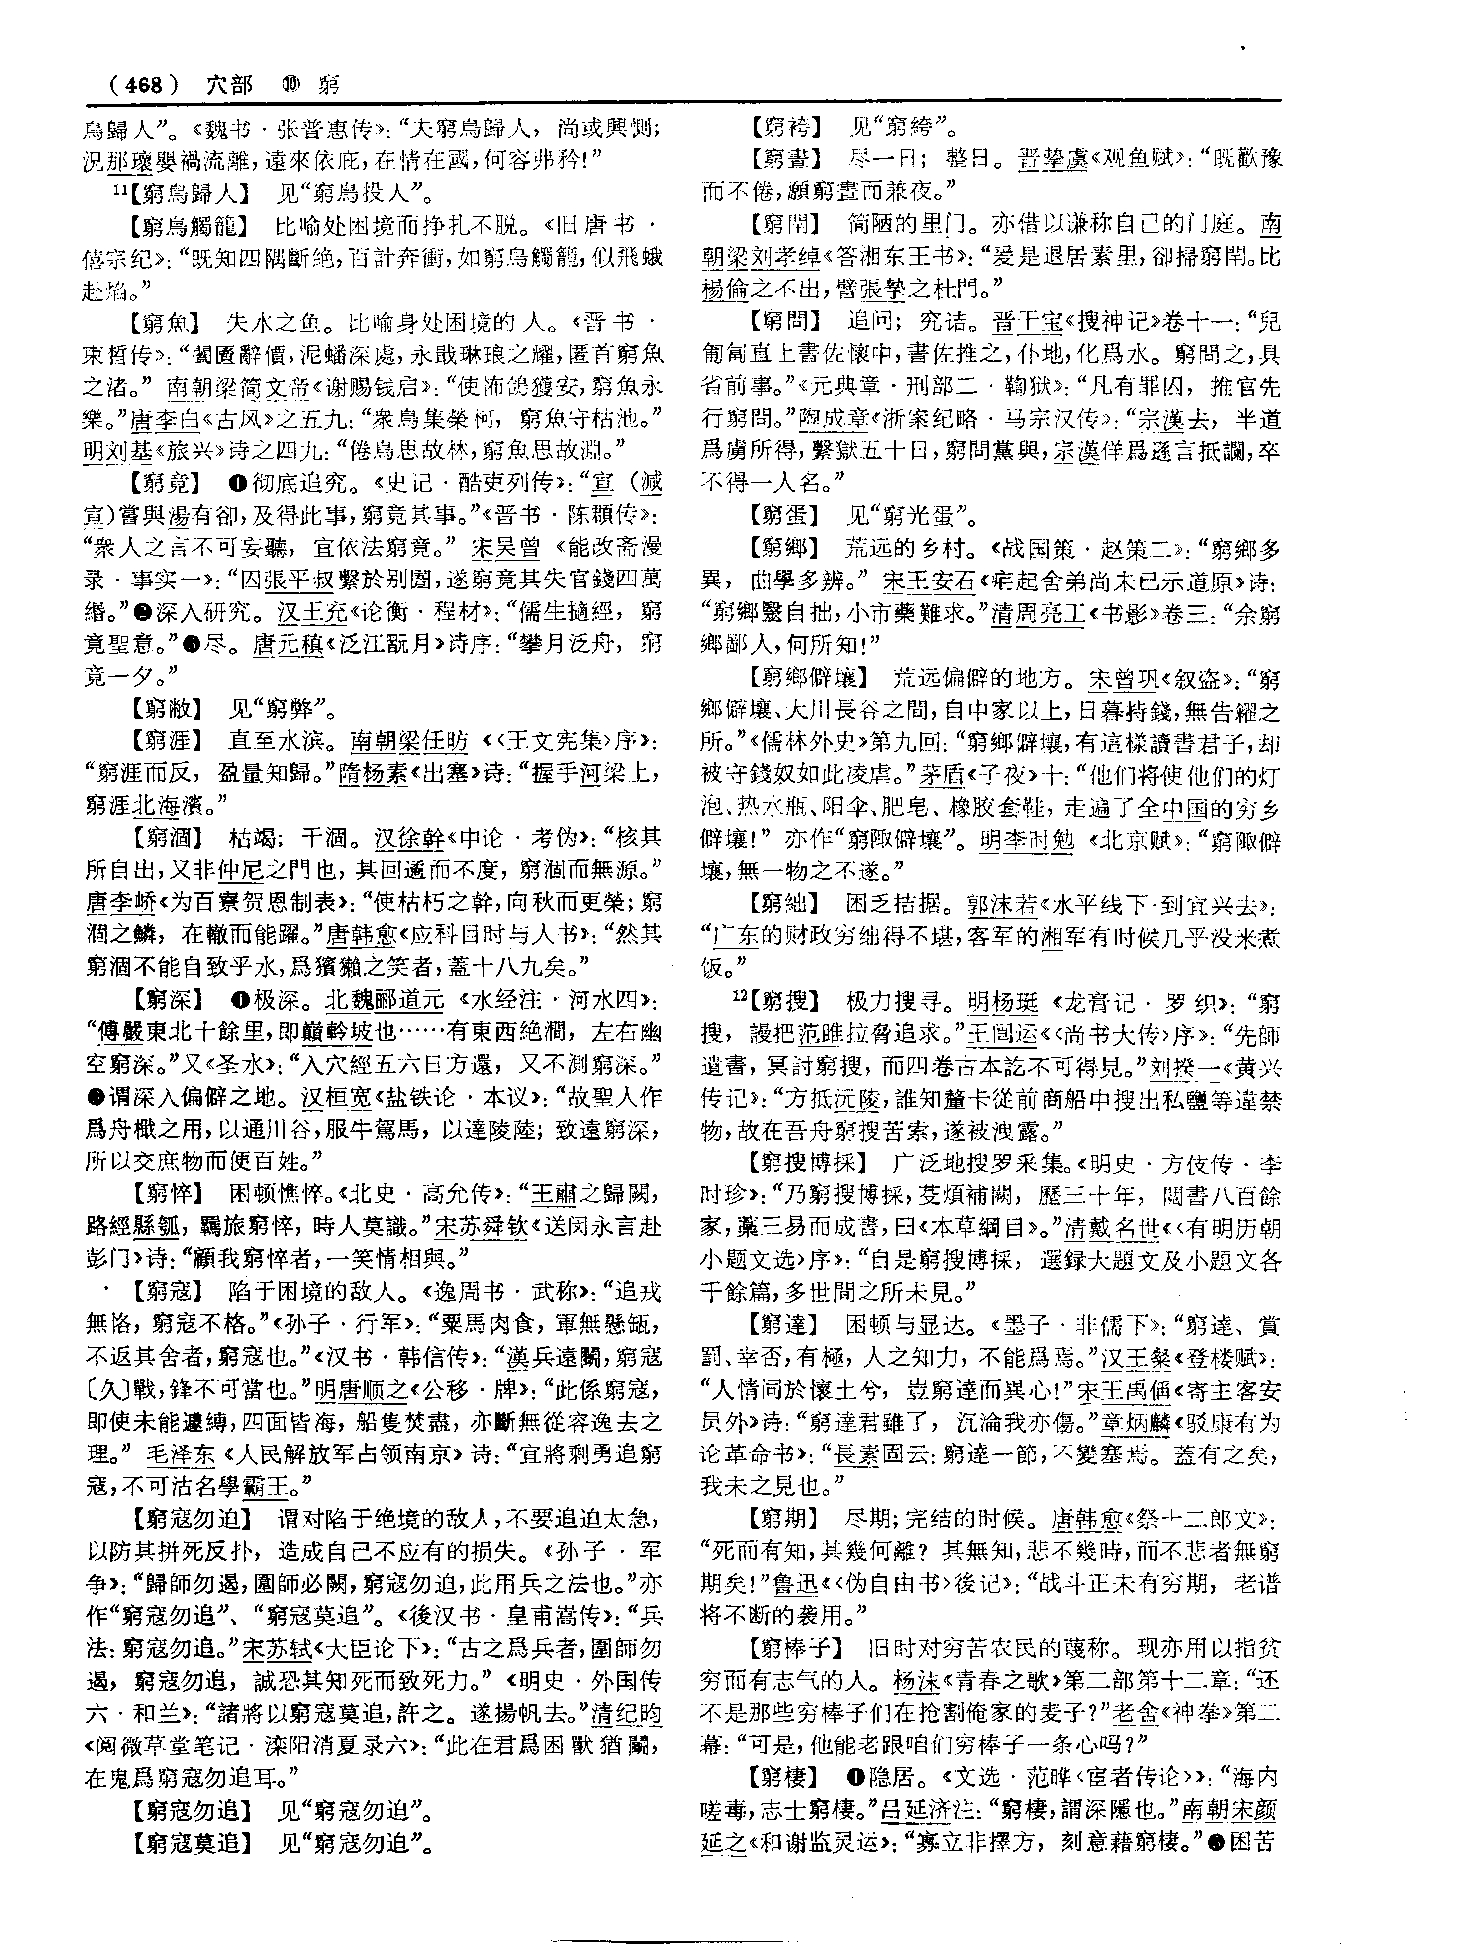 (468) 穴部 ⑩ 窮
鳥歸人”。《魏书·张普惠传》：“夫窮鳥歸人，尚或興惻；
況那瓌嬰禍流離，遠來依庇，在情在國，何容弗矜！”
11【窮鳥歸人】 见“窮鳥投人”。
【窮鳥觸籠】 比喻处困境而挣扎不脱。《旧唐书·
僖宗纪》：“既知四隅斷絶，百計奔衝，如窮鳥觸籠，似飛蛾
赴焰。”
【窮魚】 失水之鱼。比喻身处困境的人。《晋书·
束皙传》：“闔匱辭價，泥蟠深處，永戢琳琅之耀，匿首窮魚
之渚。” 南朝梁简文帝《谢赐钱启》：“使怖鴿獲安，窮魚永
樂。”唐李白《古风》之五九：“衆鳥集榮柯，窮魚守枯池。”
明刘基《旅兴》诗之四九：“倦鳥思故林，窮魚思故淵。”
【窮竟】 ❶彻底追究。《史记·酷吏列传》：“宣（減
宣）嘗與湯有卻，及得此事，窮竟其事。”《晋书·陈頵传》：
“衆人之言不可妄聽，宜依法窮竟。” 宋吴曾《能改斋漫
录·事实一》：“因張平叔繫於别圄，遂窮竟其失官錢四萬
緡。”❷深入研究。汉王充《论衡·程材》：“儒生擿經，窮
竟聖意。”❸尽。唐元稹《泛江翫月》诗序：“攀月泛舟，窮
竟一夕。”
【窮敝】 见“窮弊”。
【窮涯】 直至水滨。南朝梁任昉《〈王文宪集〉序》：
“窮涯而反，盈量知歸。”隋杨素《出塞》诗：“握手河梁上，
窮涯北海濱。”
【窮涸】 枯竭；干涸。汉徐幹《中论·考伪》：“核其
所自出，又非仲尼之門也，其回遹而不度，窮涸而無源。”
唐李峤《为百寮贺恩制表》：“使枯朽之幹，向秋而更榮；窮
涸之鱗，在轍而能躍。”唐韩愈《应科目时与人书》：“然其
窮涸不能自致乎水，爲獱獺之笑者，蓋十八九矣。”
【窮深】 ❶极深。北魏郦道元《水经注·河水四》：
“傅巖東北十餘里，即巔軨坂也……有東西絶澗，左右幽
空窮深。”又《圣水》：“入穴經五六日方還，又不測窮深。”
❷谓深入偏僻之地。汉桓宽《盐铁论·本议》：“故聖人作
爲舟檝之用，以通川谷，服牛駕馬，以達陵陸；致遠窮深，
所以交庶物而便百姓。”
【窮悴】 困顿憔悴。《北史·高允传》：“王肅之歸闕，
路經縣瓠，羈旅窮悴，時人莫識。”宋苏舜钦《送闵永言赴
彭门》诗：“顧我窮悴者，一笑情相與。”
【窮寇】 陷于困境的敌人。《逸周书·武称》：“追戎
無恪，窮寇不格。”《孙子·行军》：“粟馬肉食，軍無懸缻，
不返其舍者，窮寇也。”《汉书·韩信传》：“漢兵遠鬭，窮寇
〔久〕戰，鋒不可當也。”明唐顺之《公移·牌》：“此係窮寇，
即使未能遽縛，四面皆海，船隻焚盡，亦斷無從容逸去之
理。” 毛泽东《人民解放军占领南京》诗：“宜將剩勇追窮
寇，不可沽名學霸王。”
【窮寇勿迫】 谓对陷于绝境的敌人，不要追迫太急，
以防其拼死反扑，造成自己不应有的损失。《孙子·军
争》：“歸師勿遏，圍師必闕，窮寇勿迫，此用兵之法也。”亦
作“窮寇勿追”、“窮寇莫追”。《後汉书·皇甫嵩传》：“兵
法：窮寇勿追。”宋苏轼《大臣论下》：“古之爲兵者，圍師勿
遏，窮寇勿追，誠恐其知死而致死力。”《明史·外国传
六·和兰》：“諸將以窮寇莫追，許之。遂揚帆去。”清纪昀
《阅微草堂笔记·滦阳消夏录六》：“此在君爲困獸猶鬭，
在鬼爲窮寇勿追耳。”
【窮寇勿追】 见“窮寇勿迫”。
【窮寇莫追】 见“窮寇勿迫”。
【窮袴】 见“窮絝”。
【窮晝】 尽一日；整日。晋摯虞《观鱼赋》：“既歡豫
而不倦，願窮晝而兼夜。”
【窮閈】 简陋的里门。亦借以谦称自己的门庭。南
朝梁刘孝绰《答湘东王书》：“爰是退居素里，卻掃窮閈。比
楊倫之不出，譬張摯之杜門。”
【窮問】 追问；究诘。晋干宝《搜神记》卷十一：“兒
匍匐直上書佐懷中，書佐推之，仆地，化爲水。窮問之，具
省前事。”《元典章·刑部二·鞫狱》：“凡有罪囚，推官先
行窮問。”陶成章《浙案纪略·马宗汉传》：“宗漢去，半道
爲虜所得，繫獄五十日，窮問黨與，宗漢佯爲遜言抵讕，卒
不得一人名。”
【窮蛋】 见“窮光蛋”。
【窮鄉】 荒远的乡村。《战国策·赵策二》：“窮鄉多
異，曲學多辨。” 宋王安石《病起舍弟尚未已示道原》诗：
“窮鄉醫自拙，小市藥難求。”清周亮工《书影》卷三：“余窮
鄉鄙人，何所知！”
【窮鄉僻壤】 荒远偏僻的地方。宋曾巩《叙盗》：“窮
鄉僻壤、大川長谷之間，自中家以上，日暮持錢，無告糴之
所。”《儒林外史》第九回：“窮鄉僻壤，有這樣讀書君子，却
被守錢奴如此凌虐。”茅盾《子夜》十：“他们将使他们的灯
泡、热水瓶、阳伞、肥皂、橡胶套鞋，走遍了全中国的穷乡
僻壤！” 亦作“窮陬僻壤”。明李时勉《北京赋》：“窮陬僻
壤，無一物之不遂。”
【窮絀】 困乏拮据。郭沫若《水平线下·到宜兴去》：
“广东的财政穷绌得不堪，客军的湘军有时候几乎没米煮
饭。”
12【窮搜】 极力搜寻。明杨珽《龙膏记·罗织》：“窮
搜，謾把范雎拉脅追求。”王闿运《〈尚书大传〉序》：“先師
遺書，冥討窮搜，而四卷古本訖不可得見。”刘揆一《黄兴
传记》：“方抵沅陵，誰知釐卡從前商船中搜出私鹽等違禁
物，故在吾舟窮搜苦索，遂被洩露。”
【窮搜博採】 广泛地搜罗采集。《明史·方伎传·李
时珍》：“乃窮搜博採，芟煩補闕，歷三十年，閱書八百餘
家，藁三易而成書，曰《本草綱目》。”清戴名世《〈有明历朝
小题文选〉序》：“自是窮搜博採，選録大題文及小題文各
千餘篇，多世間之所未見。”
【窮達】 困顿与显达。《墨子·非儒下》：“窮達、賞
罰、幸否，有極，人之知力，不能爲焉。”汉王粲《登楼赋》：
“人情同於懷土兮，豈窮達而異心！”宋王禹偁《寄主客安
员外》诗：“窮達君雖了，沉淪我亦傷。”章炳麟《驳康有为
论革命书》：“長素固云：窮達一節，不變塞焉。蓋有之矣，
我未之見也。”
【窮期】 尽期；完结的时候。唐韩愈《祭十二郎文》：
“死而有知，其幾何離？其無知，悲不幾時，而不悲者無窮
期矣！”鲁迅《〈伪自由书〉後记》：“战斗正未有穷期，老谱
将不断的袭用。”
【窮棒子】 旧时对穷苦农民的蔑称。现亦用以指贫
穷而有志气的人。杨沫《青春之歌》第二部第十二章：“还
不是那些穷棒子们在抢割俺家的麦子？”老舍《神拳》第二
幕：“可是，他能老跟咱们穷棒子一条心吗？”
【窮棲】 ❶隐居。《文选·范晔〈宦者传论〉》：“海内
嗟毒，志士窮棲。”吕延济注：“窮棲，謂深隱也。”南朝宋颜
延之《和谢监灵运》：“寡立非擇方，刻意藉窮棲。”❷困苦